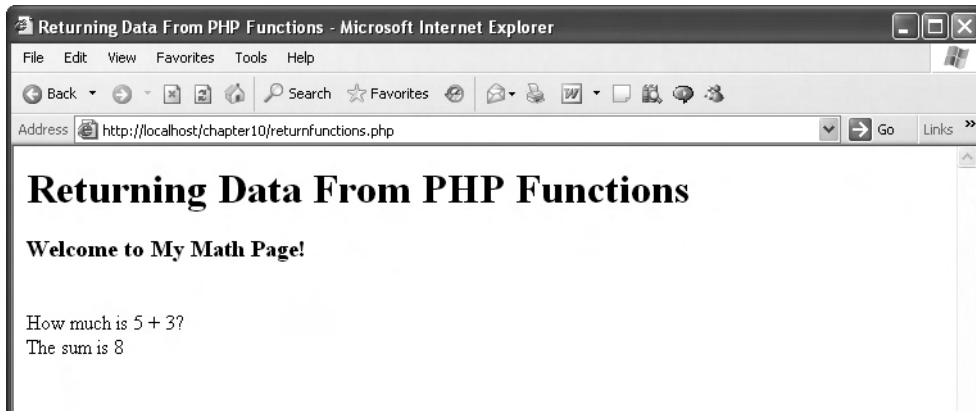 Returning Data From PHP Functions - Microsoft Internet Explorer
File Edit View Favorites Tools Help
Back Search Favorites W
Address http://localhost/chapter10/returnfunctions.php Go Links »
Returning Data From PHP Functions
Welcome to My Math Page!
How much is 5 + 3?
The sum is 8